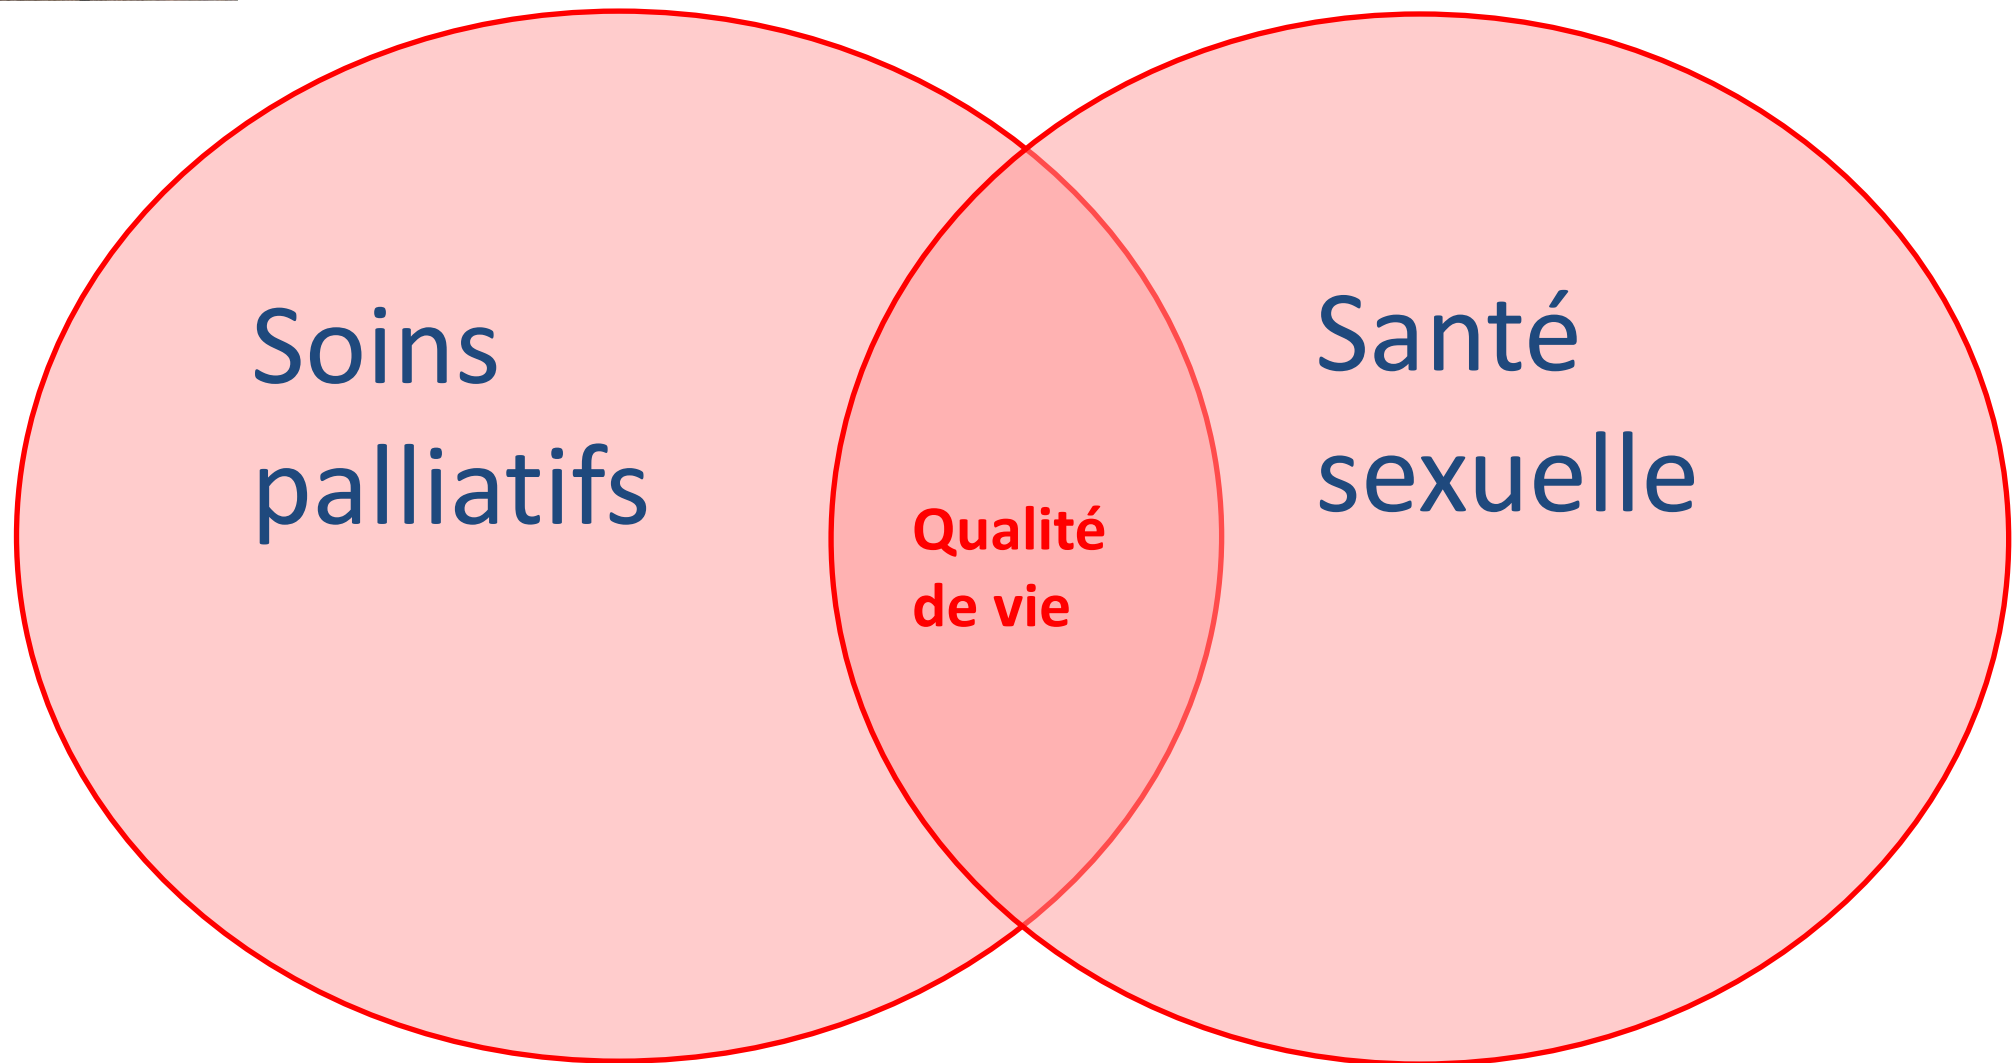 Soins
palliatifs
Qualité
de vie
Santé
sexuelle